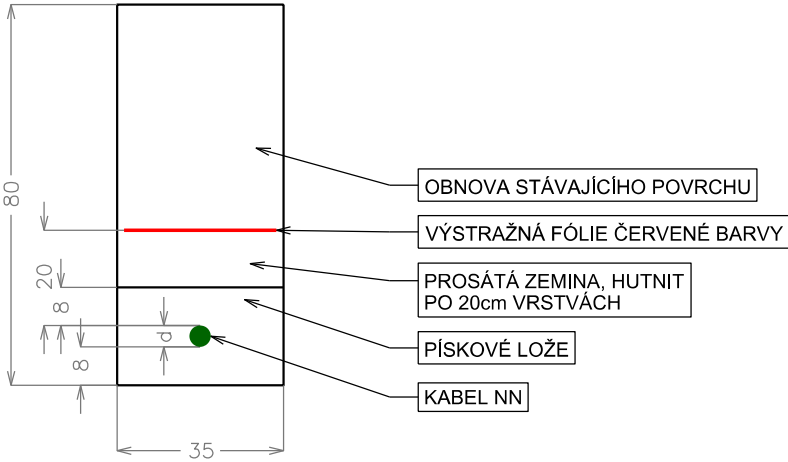 80
OBNOVA STÁVAJÍCÍHO POVRCHU
VÝSTRAŽNÁ FÓLIE ČERVENÉ BARVY
20
PROSÁTÁ ZEMINA, HUTNIT
PO 20cm VRSTVÁCH
8
d
PÍSKOVÉ LOŽE
8
KABEL NN
35